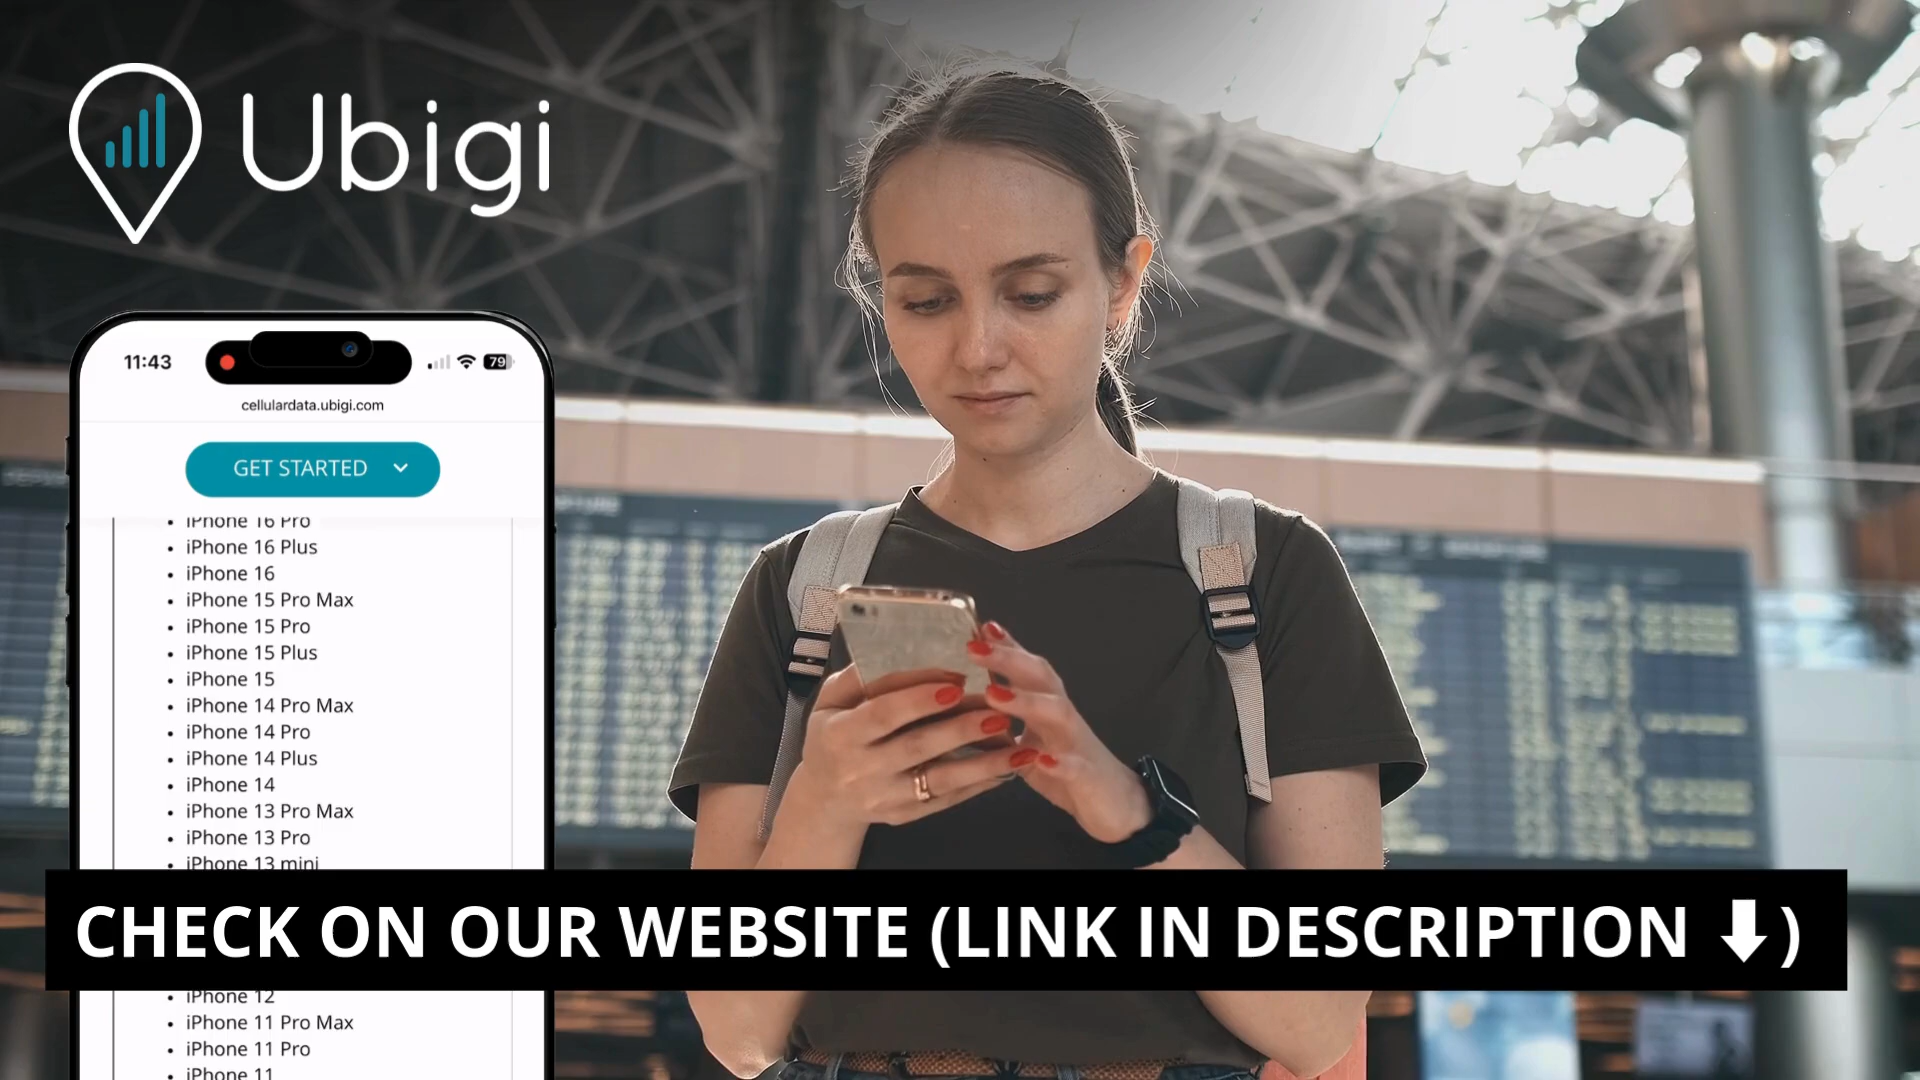 Ubigi
11:43
79
cellulardata.ubigi.com
GET STARTED
• iPhone 16 Pro
• iPhone 16 Plus
• iPhone 16
• iPhone 15 Pro Max
• iPhone 15 Pro
• iPhone 15 Plus
• iPhone 15
• iPhone 14 Pro Max
• iPhone 14 Pro
• iPhone 14 Plus
• iPhone 14
• iPhone 13 Pro Max
• iPhone 13 Pro
• iPhone 13 mini
CHECK ON OUR WEBSITE (LINK IN DESCRIPTION ⬇)
• iPhone 12
• iPhone 11 Pro Max
• iPhone 11 Pro
• iPhone 11